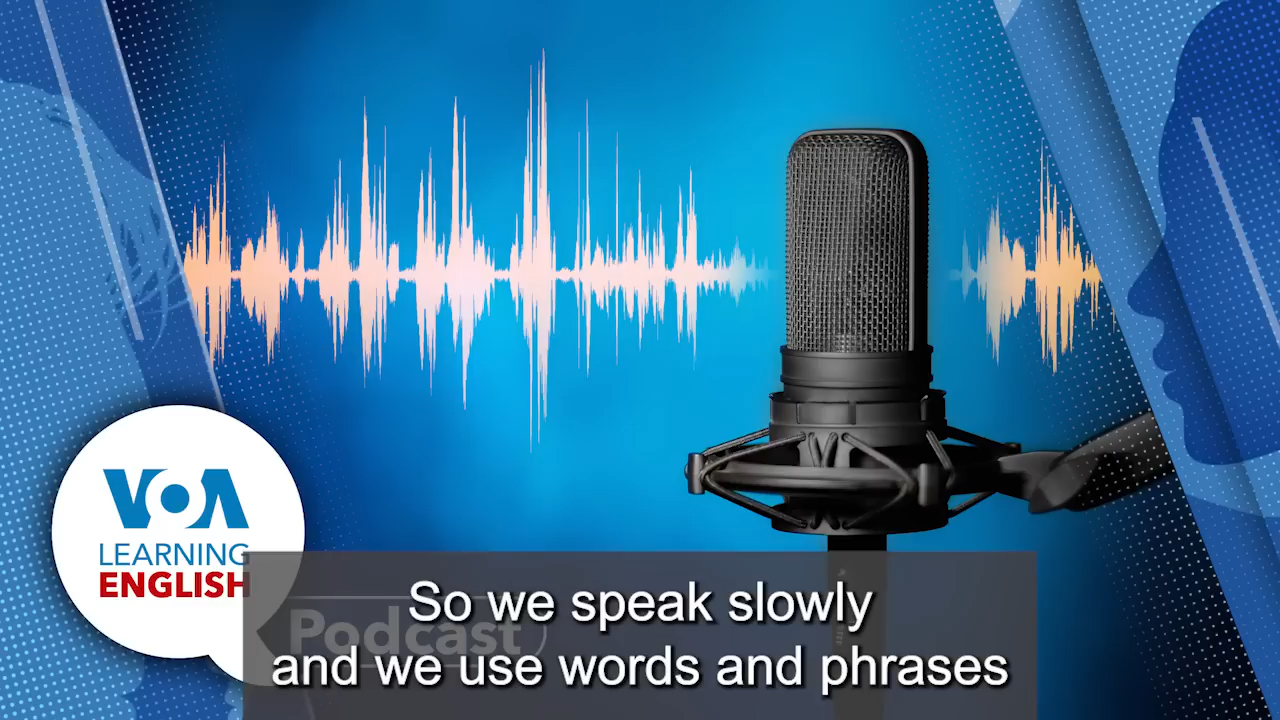 VOA
LEARNING
ENGLISH
Podcast
So we speak slowly
and we use words and phrases